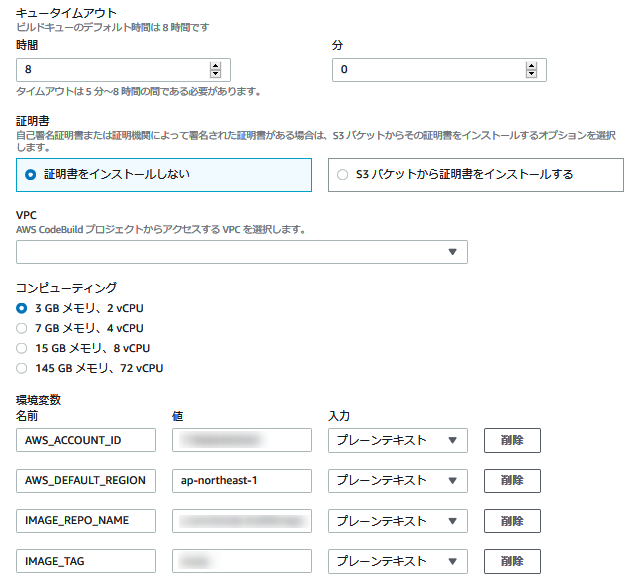 キュータイムアウト
ビルドキューのデフォルト時間は 8 時間です
時間 分
8 0
タイムアウトは 5 分～8 時間の間である必要があります。
証明書
自己署名証明書または証明機関によって署名された証明書がある場合は、S3 バケットからその証明書をインストールするオプションを選択
します。
証明書をインストールしない S3 バケットから証明書をインストールする
VPC
AWS CodeBuild プロジェクトからアクセスする VPC を選択します。
コンピューティング
3 GB メモリ、2 vCPU
7 GB メモリ、4 vCPU
15 GB メモリ、8 vCPU
145 GB メモリ、72 vCPU
環境変数
名前 値 入力
AWS_ACCOUNT_ID プレーンテキスト 削除
AWS_DEFAULT_REGION ap-northeast-1 プレーンテキスト 削除
IMAGE_REPO_NAME プレーンテキスト 削除
IMAGE_TAG プレーンテキスト 削除